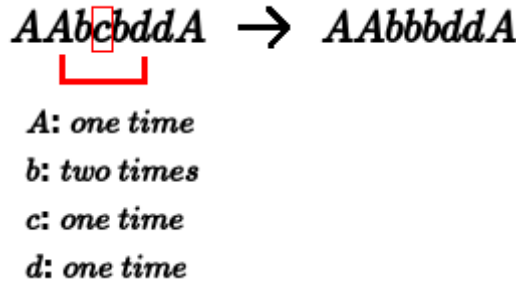 AAbcbddA → AAbbbddA
A: one time
b: two times
c: one time
d: one time